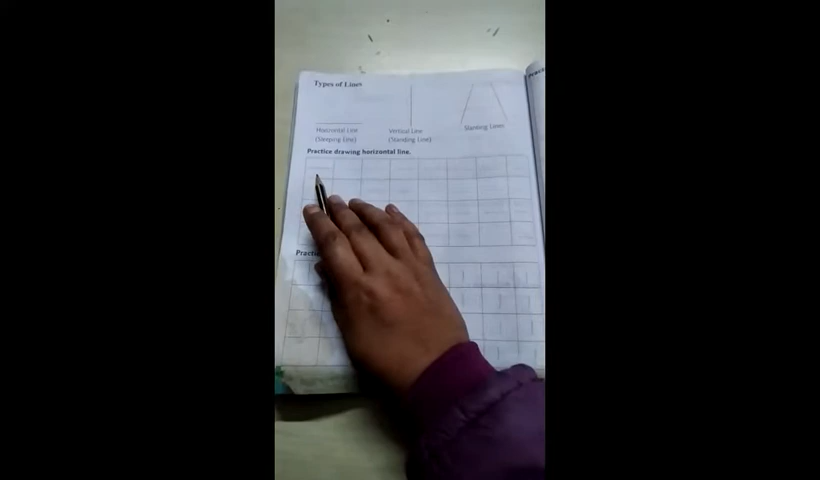 Types of Lines
Horizontal Line
(Sleeping Line)
Vertical Line
(Standing Line)
Slanting Lines
Practice drawing horizontal line.